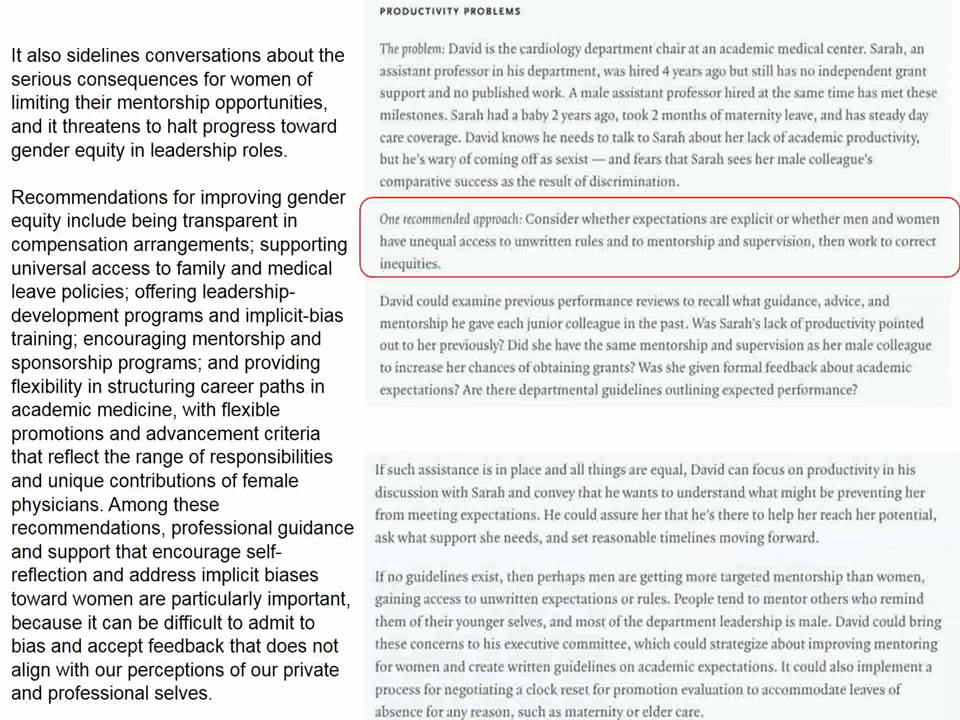 It also sidelines conversations about the
serious consequences for women of
limiting their mentorship opportunities,
and it threatens to halt progress toward
gender equity in leadership roles.
Recommendations for improving gender
equity include being transparent in
compensation arrangements; supporting
universal access to family and medical
leave policies; offering leadership-
development programs and implicit-bias
training; encouraging mentorship and
sponsorship programs; and providing
flexibility in structuring career paths in
academic medicine, with flexible
promotions and advancement criteria
that reflect the range of responsibilities
and unique contributions of female
physicians. Among these
recommendations, professional guidance
and support that encourage self-
reflection and address implicit biases
toward women are particularly important,
because it can be difficult to admit to
bias and accept feedback that does not
align with our perceptions of our private
and professional selves.
PRODUCTIVITY PROBLEMS
The problem: David is the cardiology department chair at an academic medical center. Sarah, an
assistant professor in his department, was hired 4 years ago but still has no independent grant
support and no published work. A male assistant professor hired at the same time has met these
milestones. Sarah had a baby 2 years ago, took 2 months of maternity leave, and has steady day
care coverage. David knows he needs to talk to Sarah about her lack of academic productivity,
but he's wary of coming off as sexist — and fears that Sarah sees her male colleague's
comparative success as the result of discrimination.
One recommended approach: Consider whether expectations are explicit or whether men and women
have unequal access to unwritten rules and to mentorship and supervision, then work to correct
inequities.
David could examine previous performance reviews to recall what guidance, advice, and
mentorship he gave each junior colleague in the past. Was Sarah's lack of productivity pointed
out to her previously? Did she have the same mentorship and supervision as her male colleague
to increase her chances of obtaining grants? Was she given formal feedback about academic
expectations? Are there departmental guidelines outlining expected performance?
If such assistance is in place and all things are equal, David can focus on productivity in his
discussion with Sarah and convey that he wants to understand what might be preventing her
from meeting expectations. He could assure her that he's there to help her reach her potential,
ask what support she needs, and set reasonable timelines moving forward.
If no guidelines exist, then perhaps men are getting more targeted mentorship than women,
gaining access to unwritten expectations or rules. People tend to mentor others who remind
them of their younger selves, and most of the department leadership is male. David could bring
these concerns to his executive committee, which could strategize about improving mentoring
for women and create written guidelines on academic expectations. It could also implement a
process for negotiating a clock reset for promotion evaluation to accommodate leaves of
absence for any reason, such as maternity or elder care.